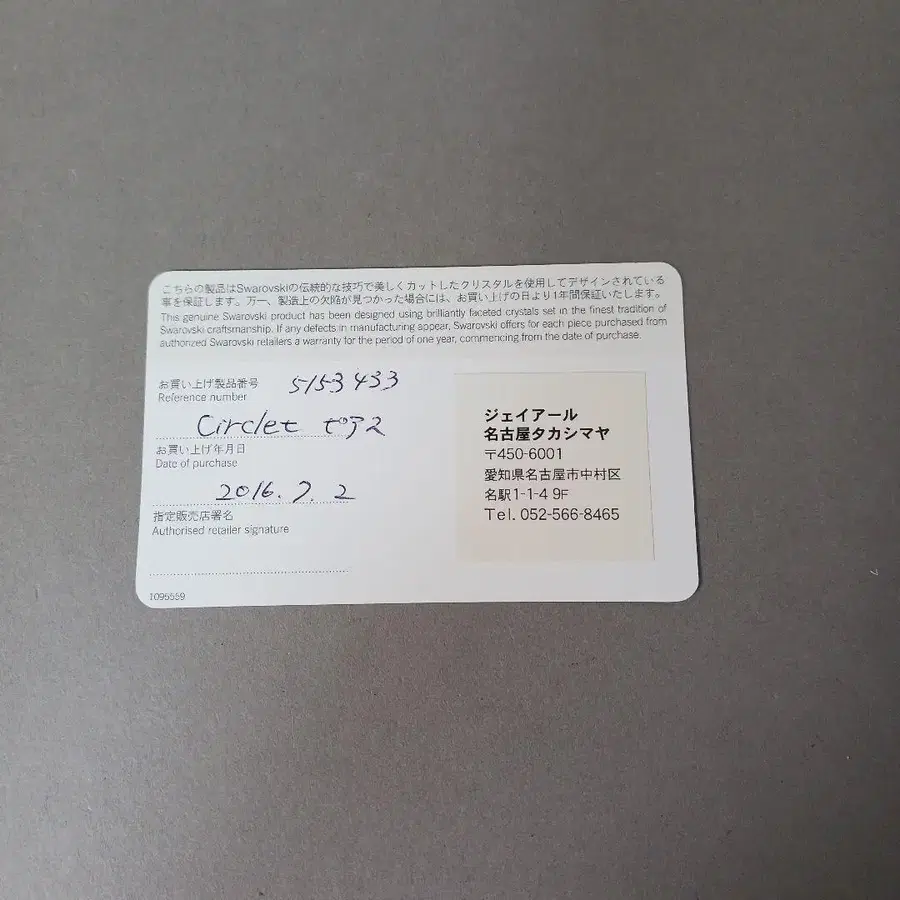 こちらの製品はSwarovskiの伝統的な技巧で美しくカットしたクリスタルを使用してデザインされている
事を保証します。万一、製造上の欠陥が見つかった場合には、お買い上げの日より1年間保証いたします。
This genuine Swarovski product has been designed using brilliantly faceted crystals set in the finest tradition of
Swarovski craftsmanship. If any defects in manufacturing appear, Swarovski offers for each piece purchased from
authorized Swarovski retailers a warranty for the period of one year, commencing from the date of purchase.
お買い上げ製品番号 5153433
Reference number
Circlet ピアス
お買い上げ年月日
Date of purchase
2016. 7. 2
指定販売店署名
Authorised retailer signature
1095559
ジェイアール
名古屋タカシマヤ
〒450-6001
愛知県名古屋市中村区
名駅1-1-4 9F
Tel. 052-566-8465